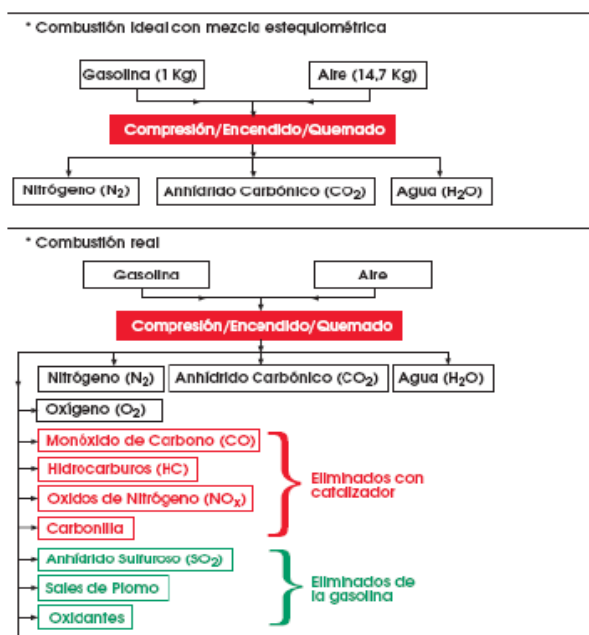 * Combustión ideal con mezcla estequiométrica
Gasolina (1 Kg)
Aire (14,7 Kg)
Compresión/Encendido/Quemado
Nitrógeno (N2)
Anhídrido Carbónico (CO2)
Agua (H2O)
* Combustión real
Gasolina
Aire
Compresión/Encendido/Quemado
Nitrógeno (N2)
Anhídrido Carbónico (CO2)
Agua (H2O)
Oxígeno (O2)
Monóxido de Carbono (CO)
Hidrocarburos (HC)
Oxidos de Nitrógeno (NOx)
Carbonilla
Eliminados con
catalizador
Anhídrido Sulfuroso (SO2)
Sales de Plomo
Oxidantes
Eliminados de
la gasolina